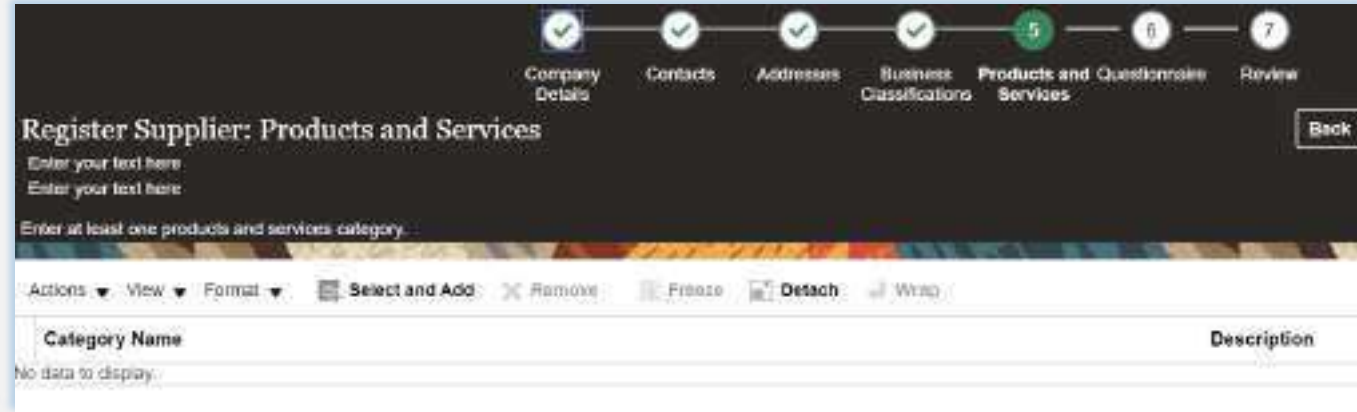 5 6 7
Company Details Contacts Addresses Business Classifications Products and Services Questionnaire Review
Register Supplier: Products and Services
Back
Enter your text here
Enter your text here
Enter at least one products and services category.
Actions View Format Select and Add Remove Freeze Detach Wrap
Category Name Description
No data to display.